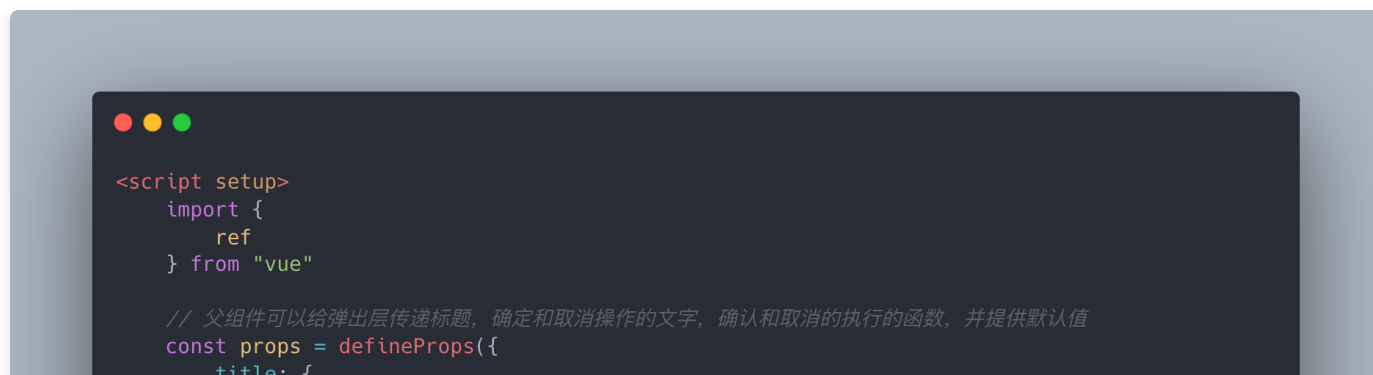 <script setup>
    import {
        ref
    } from "vue"

    // 父组件可以给弹出层传递标题, 确定和取消操作的文字, 确认和取消的执行的函数, 并提供默认值
    const props = defineProps({
        title: {